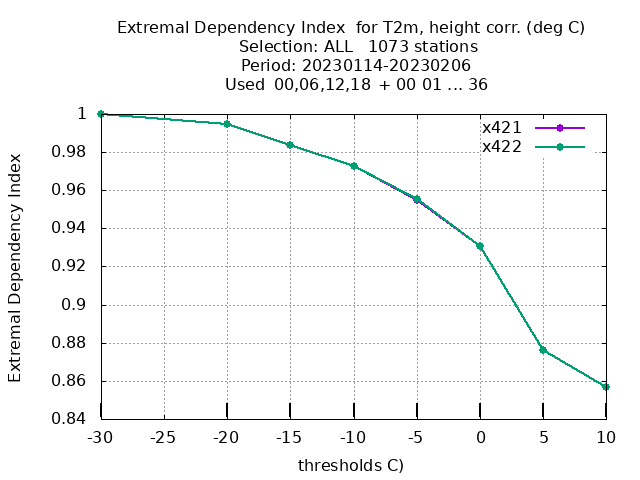 Extremal Dependency Index  for T2m, height corr. (deg C)
Selection: ALL   1073 stations
Period: 20230114-20230206
Used  00,06,12,18 + 00 01 ... 36
x421
x422
1
0.98
0.96
0.94
0.92
0.9
0.88
0.86
0.84
Extremal Dependency Index
-30 -25 -20 -15 -10 -5 0 5 10
thresholds C)